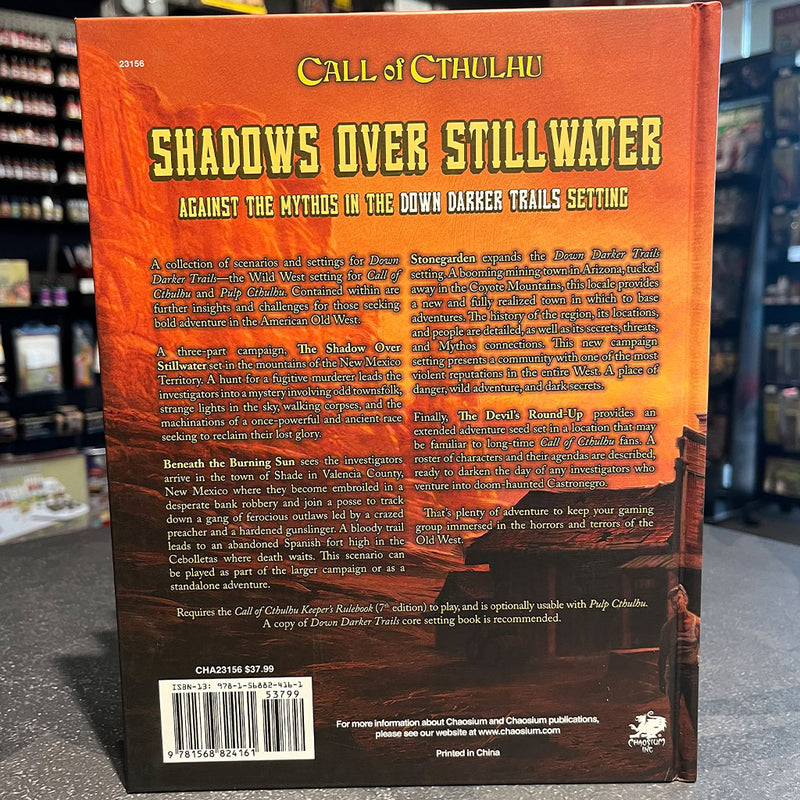 23156
CALL of CTHULHU
SHADOWS OVER STILLWATER
AGAINST THE MYTHOS IN THE DOWN DARKER TRAILS SETTING
A collection of scenarios and settings for Down
Darker Trails—the Wild West setting for Call of
Cthulhu and Pulp Cthulhu. Contained within are
further insights and challenges for those seeking
bold adventure in the American Old West.
A three-part campaign, The Shadow Over
Stillwater set in the mountains of the New Mexico
Territory. A hunt for a fugitive murderer leads the
investigators into a mystery involving odd townsfolk,
strange lights in the sky, walking corpses, and the
machinations of a once-powerful and ancient race
seeking to reclaim their lost glory.
Beneath the Burning Sun sees the investigators
arrive in the town of Shade in Valencia County,
New Mexico where they become embroiled in a
desperate bank robbery and join a posse to track
down a gang of ferocious outlaws led by a crazed
preacher and a hardened gunslinger. A bloody trail
leads to an abandoned Spanish fort high in the
Cebolletas where death waits. This scenario can
be played as part of the larger campaign or as a
standalone adventure.
Stonegarden expands the Down Darker Trails
setting. A booming mining town in Arizona, tucked
away in the Coyote Mountains, this locale provides
a new and fully realized town in which to base
adventures. The history of the region, its locations,
and people are detailed, as well as its secrets, threats,
and Mythos connections. This new campaign
setting presents a community with one of the most
violent reputations in the entire West. A place of
danger, wild adventure, and dark secrets.
Finally, The Devil's Round-Up provides an
extended adventure seed set in a location that may
be familiar to long-time Call of Cthulhu fans. A
roster of characters and their agendas are described,
ready to darken the day of any investigators who
venture into doom-haunted Castronegro.
That's plenty of adventure to keep your gaming
group immersed in the horrors and terrors of the
Old West.
Requires the Call of Cthulhu Keeper's Rulebook (7th edition) to play, and is optionally usable with Pulp Cthulhu.
A copy of Down Darker Trails core setting book is recommended.
CHA23156 $37.99
ISBN-13: 978-1-56882-416-1
53799
9 781568 824161
For more information about Chaosium and Chaosium publications,
please see our website at www.chaosium.com
Printed in China
CHAOSIUM
INC